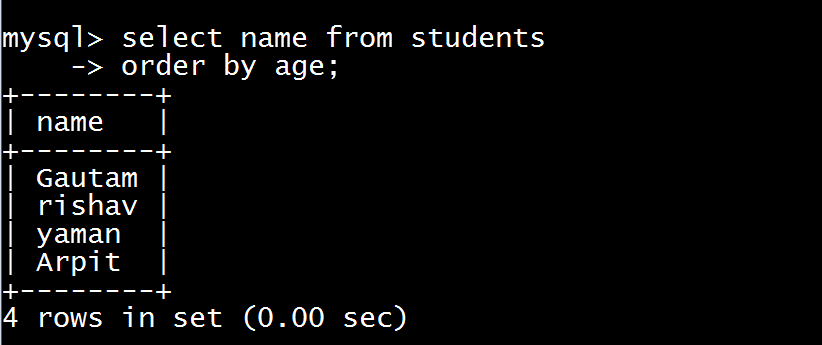 mysql> select name from students
    -> order by age;
+--------+
| name   |
+--------+
| Gautam |
| rishav |
| yaman  |
| Arpit  |
+--------+
4 rows in set (0.00 sec)